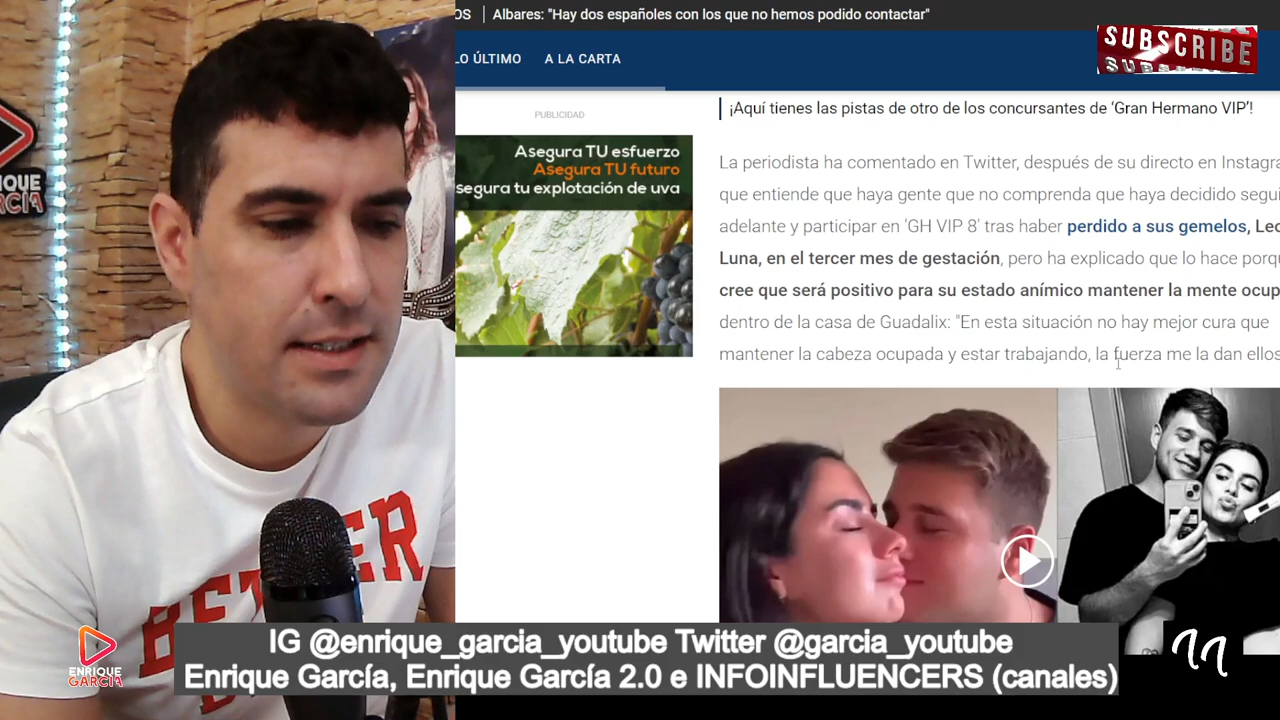 OS | Albares: "Hay dos españoles con los que no hemos podido contactar"
SUBSCRIBE
LO ÚLTIMO A LA CARTA
PUBLICIDAD
Asegura TU esfuerzo
Asegura TU futuro
segura tu explotación de uva
¡Aquí tienes las pistas de otro de los concursantes de ‘Gran Hermano VIP’!
La periodista ha comentado en Twitter, después de su directo en Instagra
que entiende que haya gente que no comprenda que haya decidido segui
adelante y participar en 'GH VIP 8' tras haber perdido a sus gemelos, Leo
Luna, en el tercer mes de gestación, pero ha explicado que lo hace porqu
cree que será positivo para su estado anímico mantener la mente ocup
dentro de la casa de Guadalix: "En esta situación no hay mejor cura que
mantener la cabeza ocupada y estar trabajando, la fuerza me la dan ellos
IQUE
RCÍA
BETTER
ENRIQUE
GARCÍA
IG @enrique_garcia_youtube Twitter @garcia_youtube
Enrique García, Enrique García 2.0 e INFOINFLUENCERS (canales)